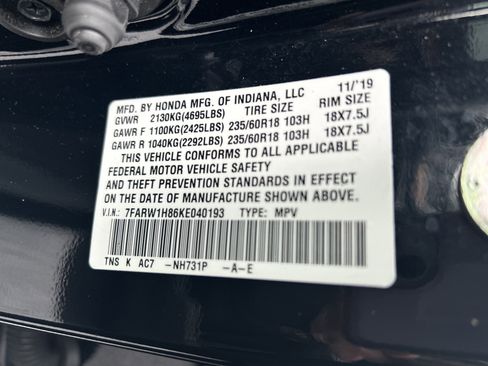 MFD. BY HONDA MFG. OF INDIANA, LLC 11/'19
GVWR 2130KG(4695LBS) TIRE SIZE RIM SIZE
GAWR F 1100KG(2425LBS) 235/60R18 103H 18X7.5J
GAWR R 1040KG(2292LBS) 235/60R18 103H 18X7.5J
THIS VEHICLE CONFORMS TO ALL APPLICABLE
FEDERAL MOTOR VEHICLE SAFETY
AND THEFT PREVENTION STANDARDS IN EFFECT
ON THE DATE OF MANUFACTURE SHOWN ABOVE.
V.I.N.: 7FARW1H86KE040193 TYPE: MPV
TNS K AC7 -NH731P -A-E